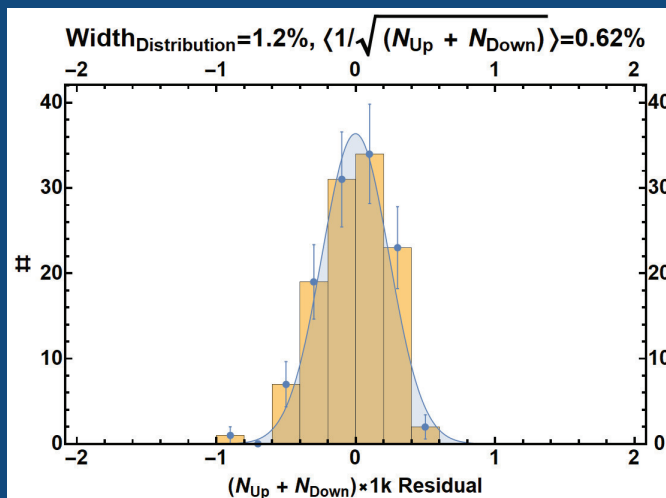 Width_Distribution=1.2%, ⟨1/√(N_Up + N_Down)⟩=0.62%
−2 −1 0 1 2
40 40
30 30
# 20 20
10 10
0 0
−2 −1 0 1 2
(N_Up + N_Down)×1k Residual